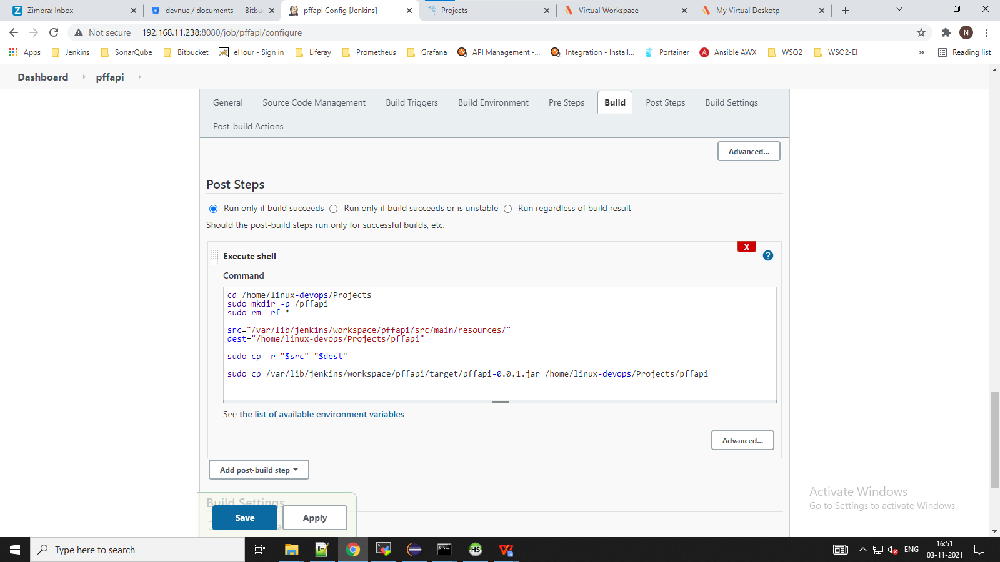 Zimbra: Inbox
devnuc / documents — Bitbu
pffapi Config [Jenkins]
Projects
Virtual Workspace
My Virtual Deskotp
Not secure
192.168.11.238:8080/job/pffapi/configure
N
Apps
Jenkins
SonarQube
Bitbucket
eHour - Sign in
Liferay
Prometheus
Grafana
API Management -...
Integration - Install...
Portainer
Ansible AWX
WSO2
WSO2-EI
»
Reading list
Dashboard
pffapi
General
Source Code Management
Build Triggers
Build Environment
Pre Steps
Build
Post Steps
Build Settings
Post-build Actions
Advanced...
Post Steps
Run only if build succeeds
Run only if build succeeds or is unstable
Run regardless of build result
Should the post-build steps run only for successful builds, etc.
X
?
Execute shell
Command
cd /home/linux-devops/Projects
sudo mkdir -p /pffapi
sudo rm -rf *
src="/var/lib/jenkins/workspace/pffapi/src/main/resources/"
dest="/home/linux-devops/Projects/pffapi"
sudo cp -r "$src" "$dest"
sudo cp /var/lib/jenkins/workspace/pffapi/target/pffapi-0.0.1.jar /home/linux-devops/Projects/pffapi
See the list of available environment variables
Advanced...
Add post-build step
Build Settings
Save
Apply
Activate Windows
Go to Settings to activate Windows.
Type here to search
HS
ENG
16:51
03-11-2021